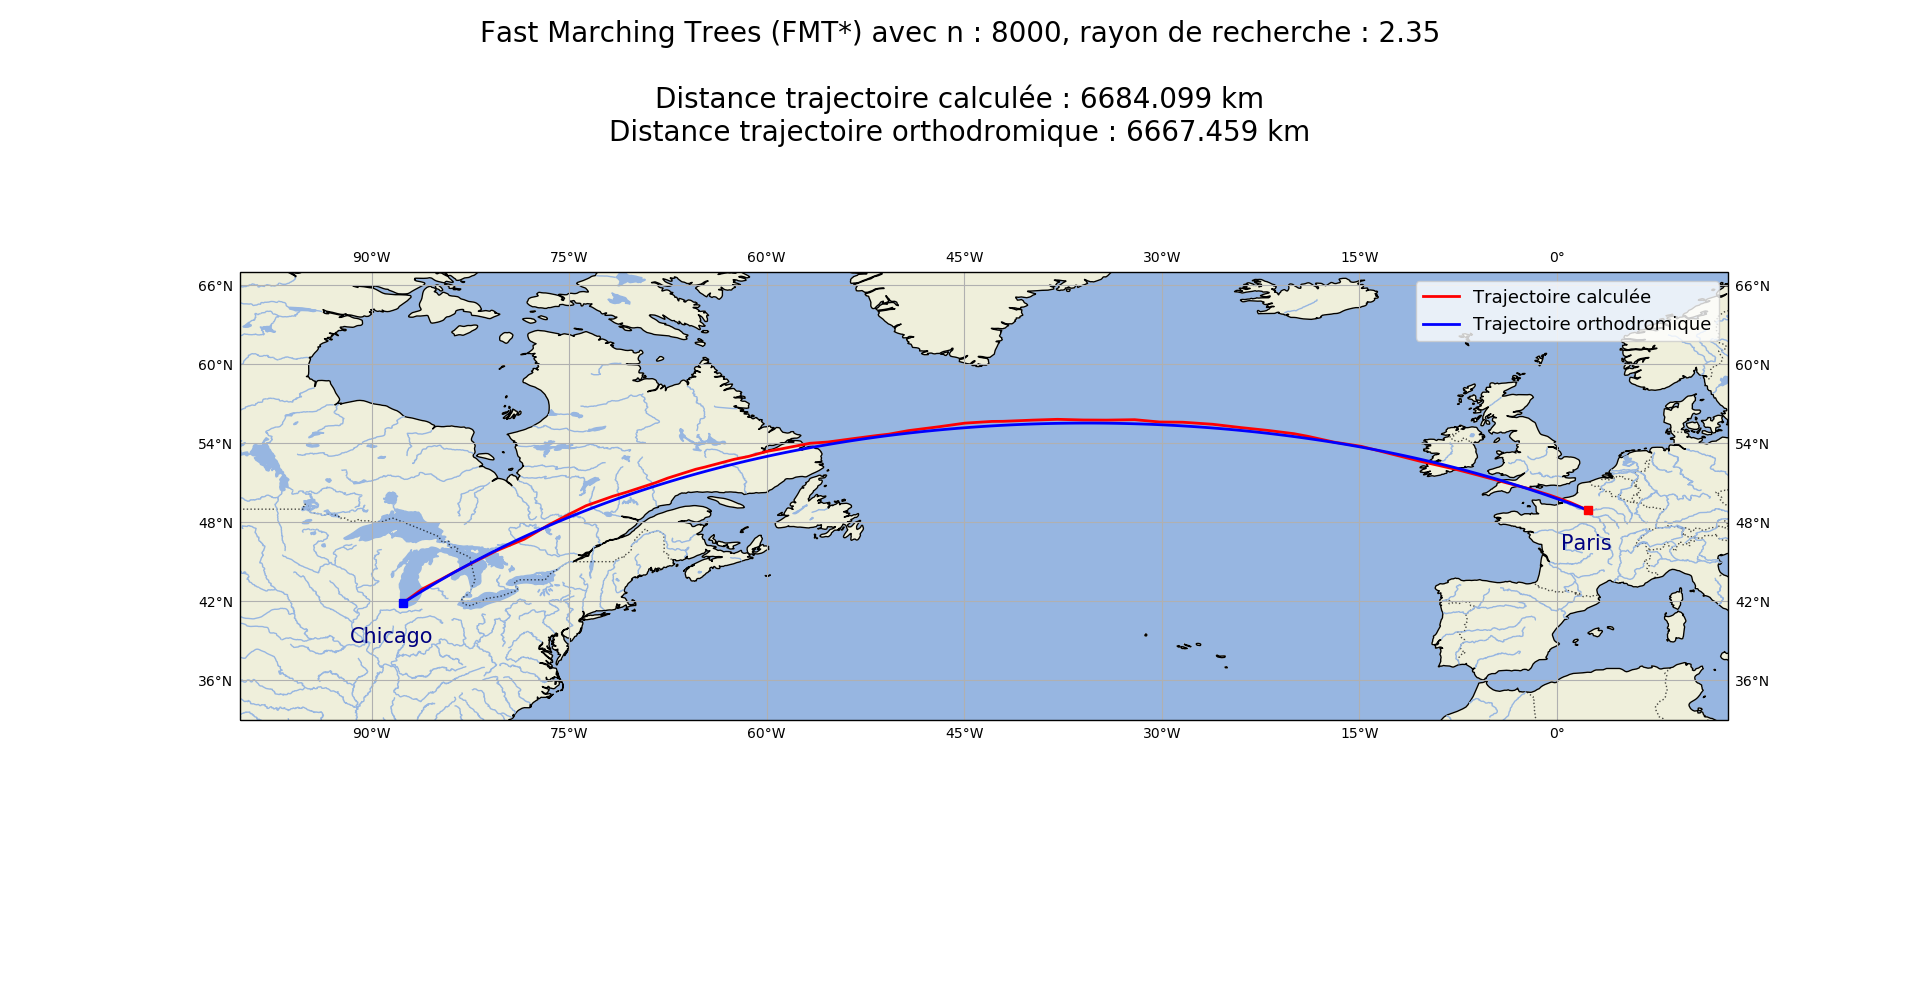 Fast Marching Trees (FMT*) avec n : 8000, rayon de recherche : 2.35
Distance trajectoire calculée : 6684.099 km
Distance trajectoire orthodromique : 6667.459 km
90°W 75°W 60°W 45°W 30°W 15°W 0°
66°N 66°N
Trajectoire calculée
Trajectoire orthodromique
60°N 60°N
54°N 54°N
48°N 48°N
Paris
42°N 42°N
Chicago
36°N 36°N
90°W 75°W 60°W 45°W 30°W 15°W 0°